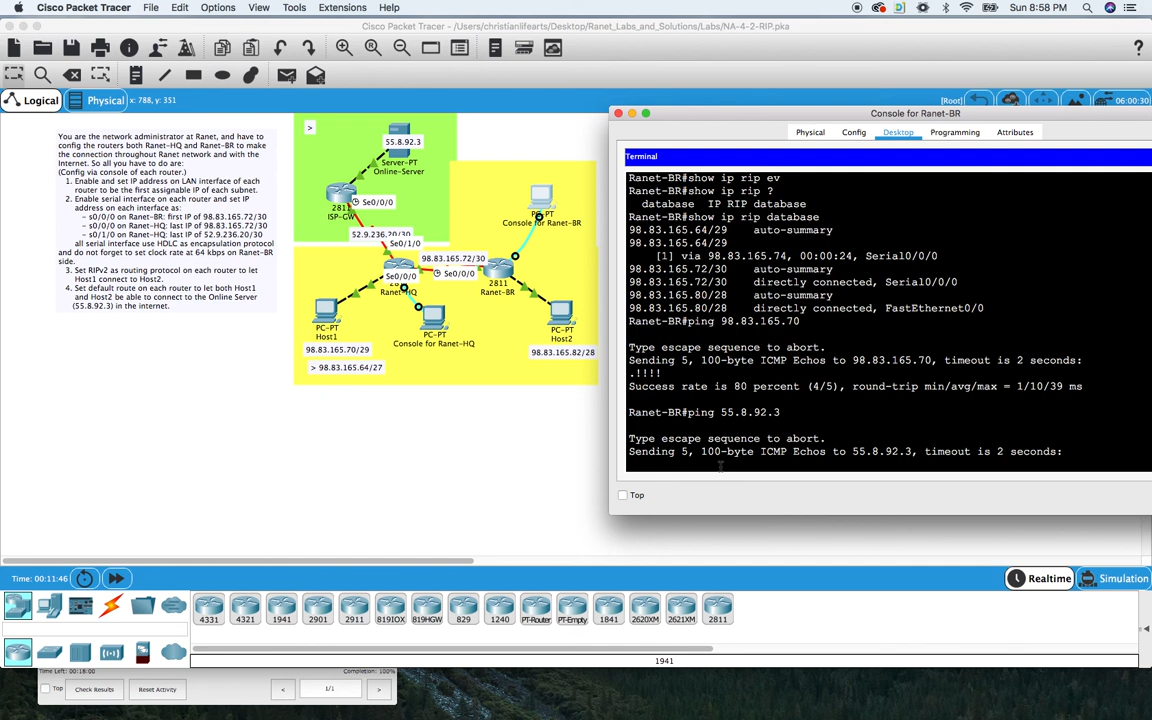 Cisco Packet Tracer File Edit Options View Tools Extensions Help Sun 8:58 PM
Cisco Packet Tracer - /Users/christianlifearts/Desktop/Ranet_Labs_and_Solutions/Labs/NA-4-2-RIP.pka
?
Logical Physical x: 788, y: 351 [Root] 06:00:30
You are the network administrator at Ranet, and have to
config the routers both Ranet-HQ and Ranet-BR to make
the connection throughout Ranet network and with the
Internet. So all you have to do are:
(Config via console of each router.)
1. Enable and set IP address on LAN interface of each
router to be the first assignable IP of each subnet.
2. Enable serial interface on each router and set IP
address on each interface as:
- s0/0/0 on Ranet-BR: first IP of 98.83.165.72/30
- s0/0/0 on Ranet-HQ: last IP of 98.83.165.72/30
- s0/1/0 on Ranet-HQ: last IP of 52.9.236.20/30
all serial interface use HDLC as encapsulation protocol
and do not forget to set clock rate at 64 kbps on Ranet-BR
side.
3. Set RIPv2 as routing protocol on each router to let
Host1 connect to Host2.
4. Set default route on each router to let both Host1
and Host2 be able to connect to the Online Server
(55.8.92.3) in the internet.
>
55.8.92.3
Server-PT
Online-Server
Se0/0/0
2811
ISP-GW
52.9.236.20/30
Se0/1/0
PC-PT
Console for Ranet-BR
98.83.165.72/30
Se0/0/0
Se0/0/0
Ranet-HQ
2811
Ranet-BR
PC-PT
Host1
PC-PT
Console for Ranet-HQ
PC-PT
Host2
98.83.165.70/29
98.83.165.82/28
> 98.83.165.64/27
Console for Ranet-BR
Physical Config Desktop Programming Attributes
Terminal
Ranet-BR#show ip rip ev
Ranet-BR#show ip rip ?
database IP RIP database
Ranet-BR#show ip rip database
98.83.165.64/29 auto-summary
98.83.165.64/29
[1] via 98.83.165.74, 00:00:24, Serial0/0/0
98.83.165.72/30 auto-summary
98.83.165.72/30 directly connected, Serial0/0/0
98.83.165.80/28 auto-summary
98.83.165.80/28 directly connected, FastEthernet0/0
Ranet-BR#ping 98.83.165.70
Type escape sequence to abort.
Sending 5, 100-byte ICMP Echos to 98.83.165.70, timeout is 2 seconds:
.!!!!
Success rate is 80 percent (4/5), round-trip min/avg/max = 1/10/39 ms
Ranet-BR#ping 55.8.92.3
Type escape sequence to abort.
Sending 5, 100-byte ICMP Echos to 55.8.92.3, timeout is 2 seconds:
Top
Time: 00:11:46 Realtime Simulation
4331 4321 1941 2901 2911 819IOX 819HGW 829 1240 PT-Router PT-Empty 1841 2620XM 2621XM 2811
1941
Time Left: 00:18:00 Completion: 100%
Top Check Results Reset Activity < 1/1 >